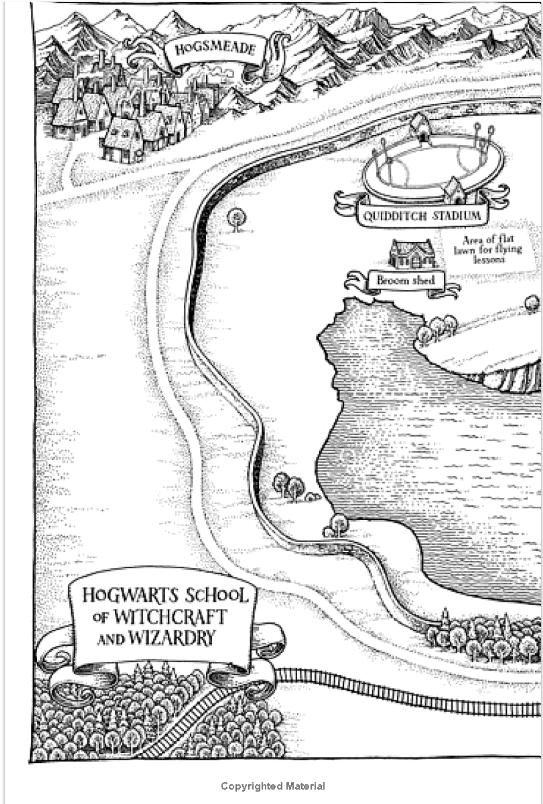 HOGSMEADE
QUIDDITCH STADIUM
Area of flat
lawn for flying
lessons
Broom shed
HOGWARTS SCHOOL
OF WITCHCRAFT
AND WIZARDRY
Copyrighted Material